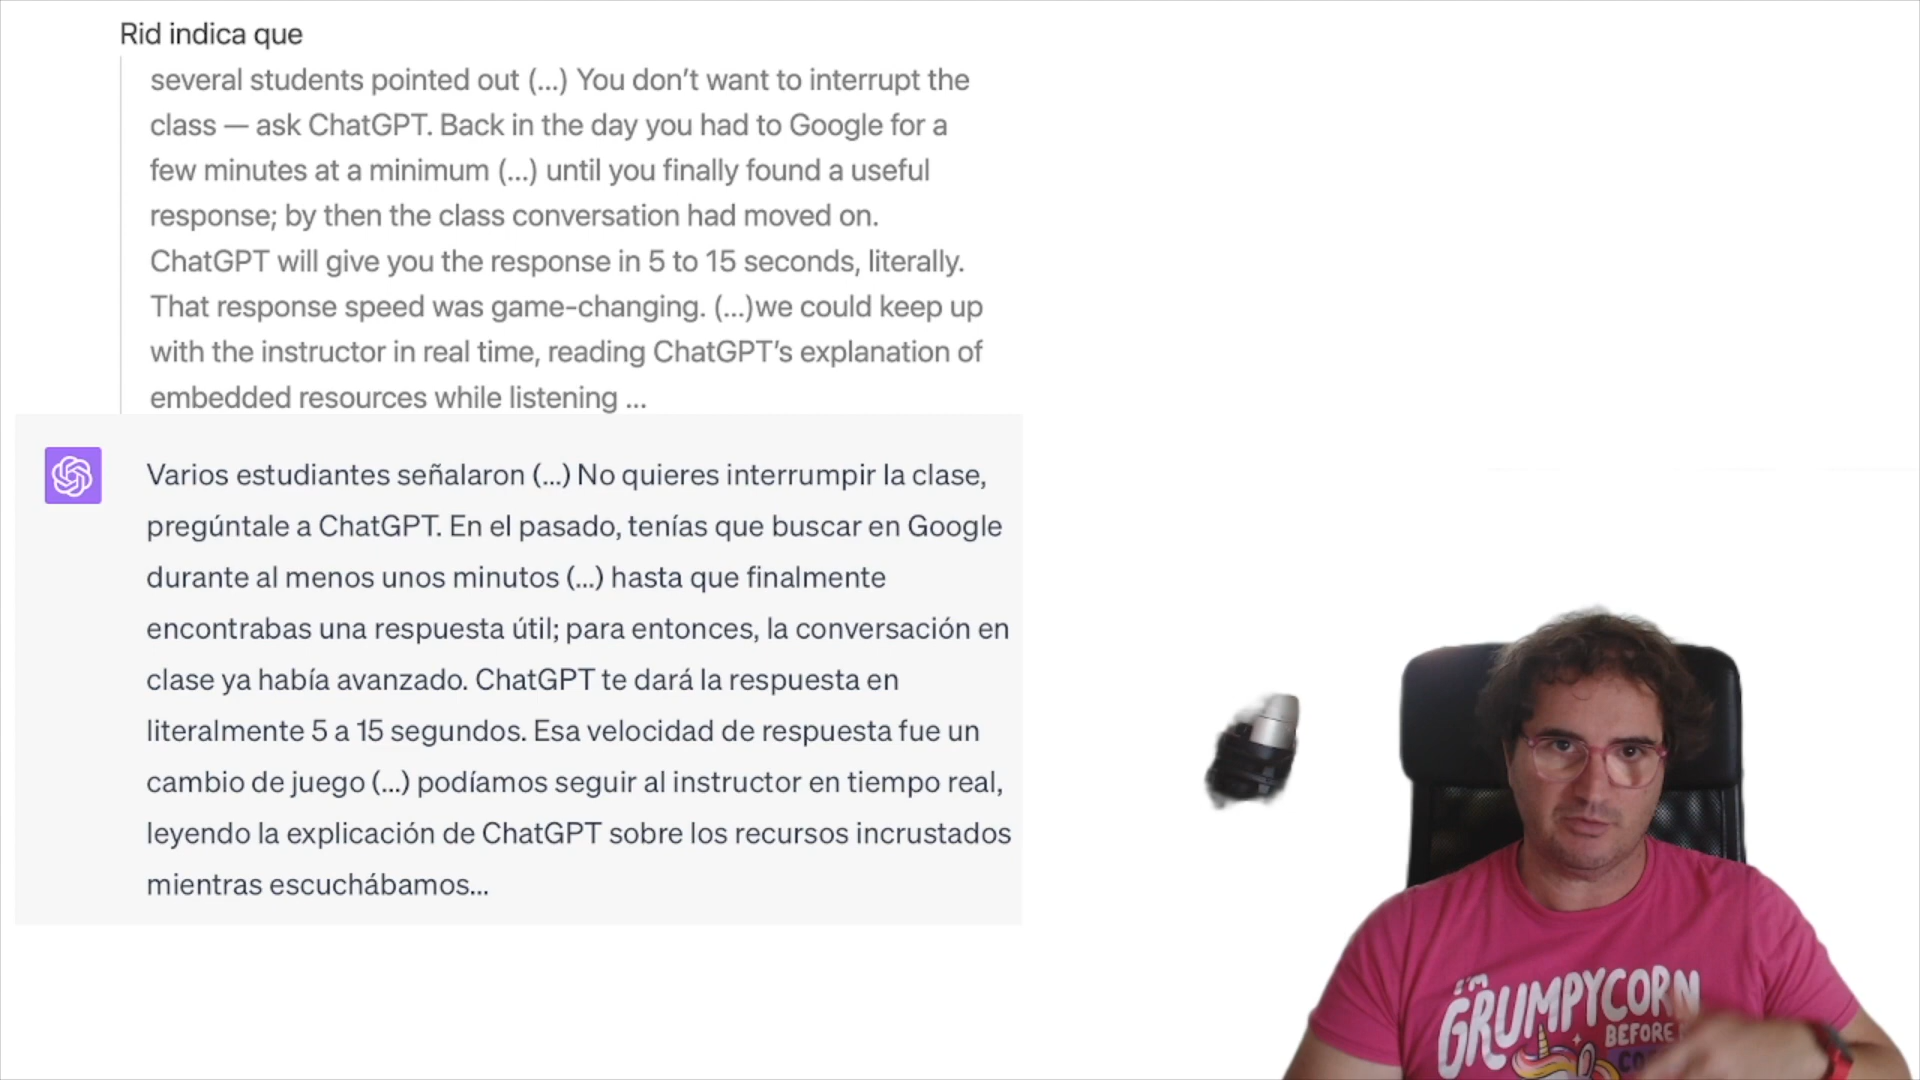 Rid indica que
several students pointed out (...) You don’t want to interrupt the
class — ask ChatGPT. Back in the day you had to Google for a
few minutes at a minimum (...) until you finally found a useful
response; by then the class conversation had moved on.
ChatGPT will give you the response in 5 to 15 seconds, literally.
That response speed was game-changing. (...)we could keep up
with the instructor in real time, reading ChatGPT’s explanation of
embedded resources while listening ...
Varios estudiantes señalaron (...) No quieres interrumpir la clase,
pregúntale a ChatGPT. En el pasado, tenías que buscar en Google
durante al menos unos minutos (...) hasta que finalmente
encontrabas una respuesta útil; para entonces, la conversación en
clase ya había avanzado. ChatGPT te dará la respuesta en
literalmente 5 a 15 segundos. Esa velocidad de respuesta fue un
cambio de juego (...) podíamos seguir al instructor en tiempo real,
leyendo la explicación de ChatGPT sobre los recursos incrustados
mientras escuchábamos...
I'M
GRUMPYCORN
BEFORE